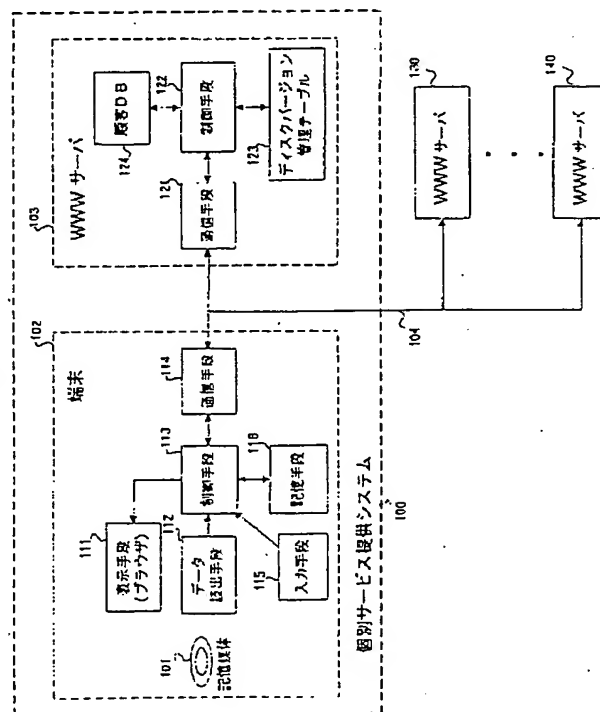 103
WWW サーバ
顧客DB
124
122
制御手段
121
通信手段
123
ディスクバージョン
管理テーブル
130
WWW サーバ
140
WWW サーバ
104
102
端末
114
通信手段
113
制御手段
111
表示手段
(ブラウザ)
112
データ
読出手段
記憶手段
115
入力手段
101
記憶媒体
100
個別サービス提供システム